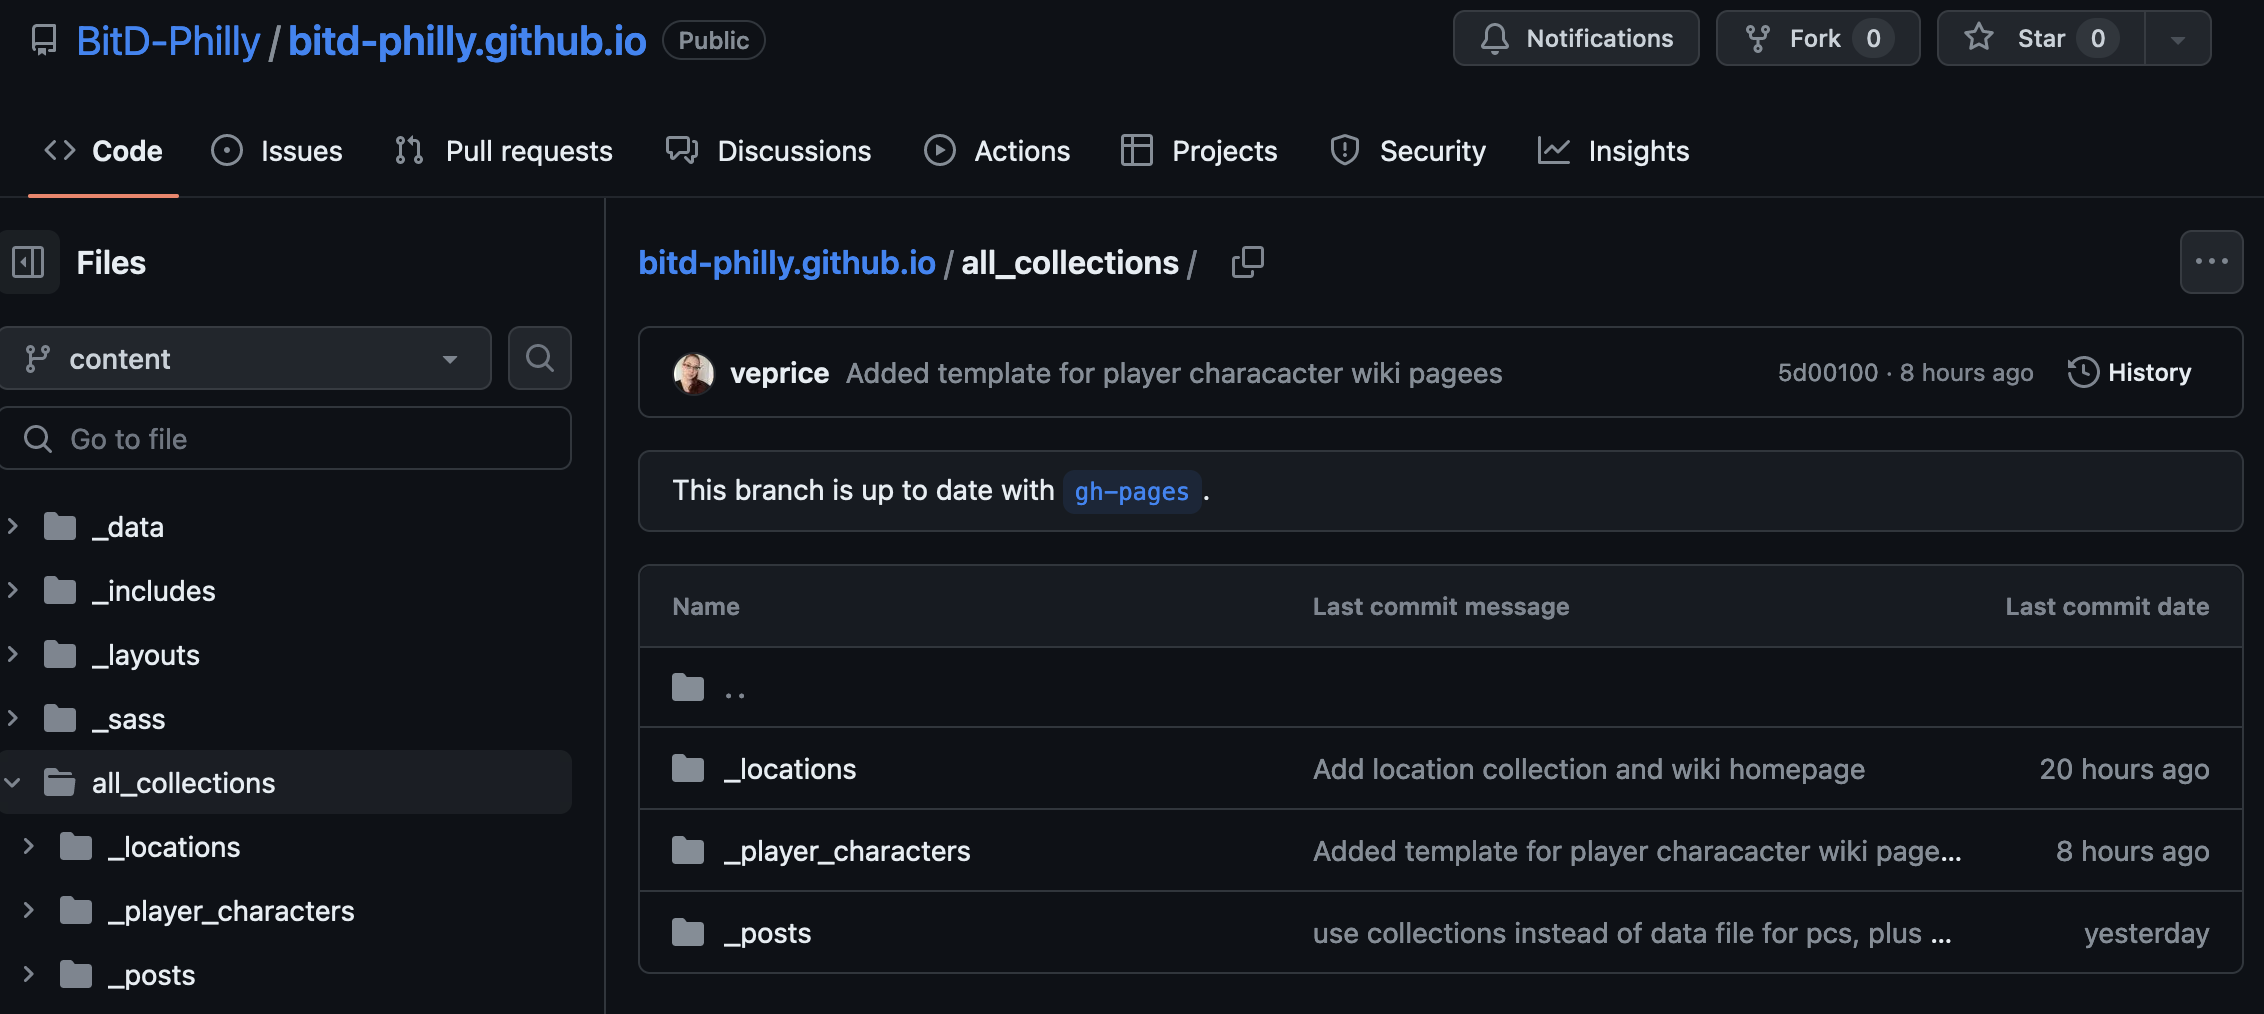 BitD-Philly / bitd-philly.github.io Public Notifications Fork 0 Star 0
Code Issues Pull requests Discussions Actions Projects Security Insights
Files
content
Go to file
_data
_includes
_layouts
_sass
all_collections
_locations
_player_characters
_posts
bitd-philly.github.io / all_collections /
veprice Added template for player characacter wiki pagees 5d00100 · 8 hours ago History
This branch is up to date with gh-pages .
Name Last commit message Last commit date
..
_locations Add location collection and wiki homepage 20 hours ago
_player_characters Added template for player characacter wiki page... 8 hours ago
_posts use collections instead of data file for pcs, plus ... yesterday